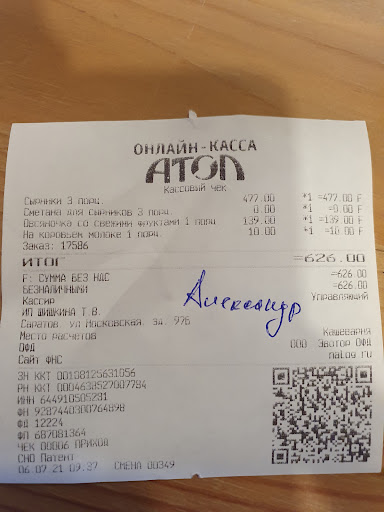 ОНЛАЙН-КАССА
АТОЛ
Кассовый чек
Сырники 3 порц. 477.00 *1 =477.00 F
Сметана для сырников 3 порц. 0.00 *1 =0.00 F
Овсяночка со свежими фруктами 1 порц. 139.00 *1 =139.00 F
На коровьем молоке 1 порц. 10.00 *1 =10.00 F
Заказ: 17586
ИТОГ =626.00
F: СУММА БЕЗ НДС =626.00
БЕЗНАЛИЧНЫМИ =626.00
Кассир Управляющий
Александр
ИП ШИШКИНА Т.В.
Саратов, ул Московская, зд. 97Б
Место расчетов Кашеварня
ОФД ООО Эвотор ОФД
Сайт ФНС nalog.ru
ЗН ККТ 00108125631056
РН ККТ 0004638527007784
ИНН 644910505281
ФН 9287440300764898
ФД 12224
ФП 687081364
ЧЕК 00006 ПРИХОД
СНО Патент
06.07.21 09:37 СМЕНА 00349